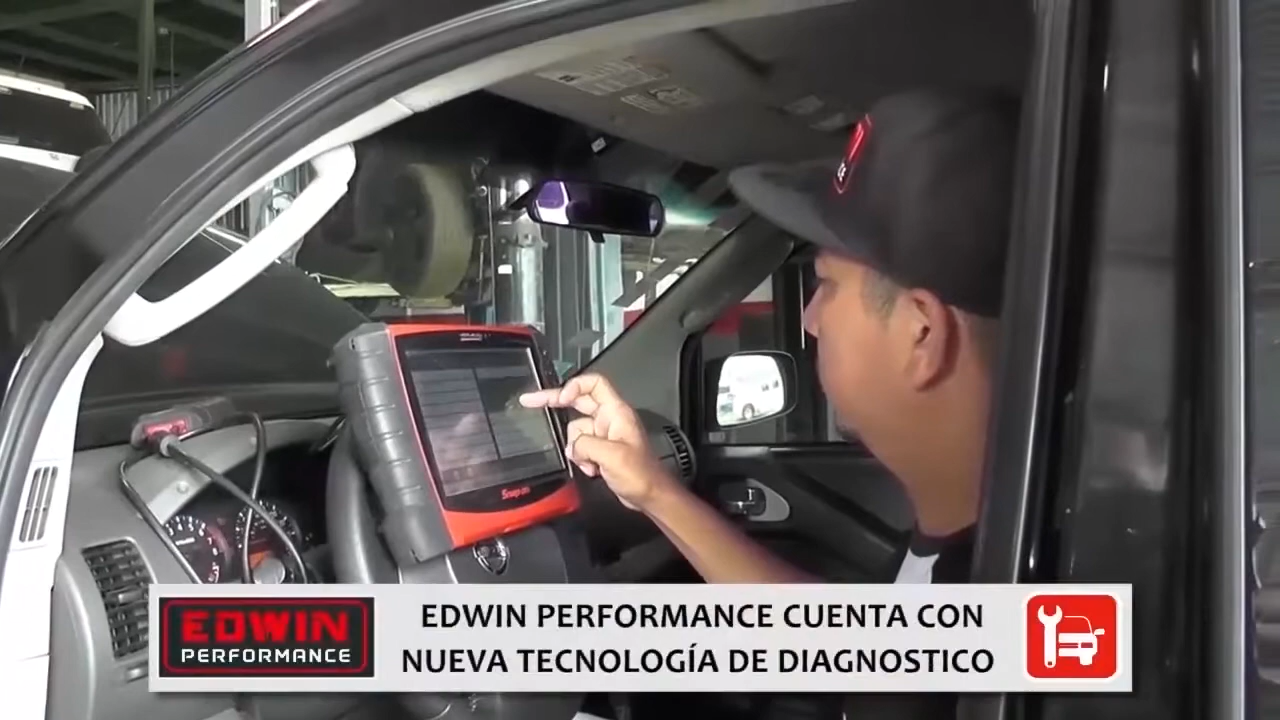 Snap-on
EDWIN
PERFORMANCE
EDWIN PERFORMANCE CUENTA CON
NUEVA TECNOLOGÍA DE DIAGNOSTICO